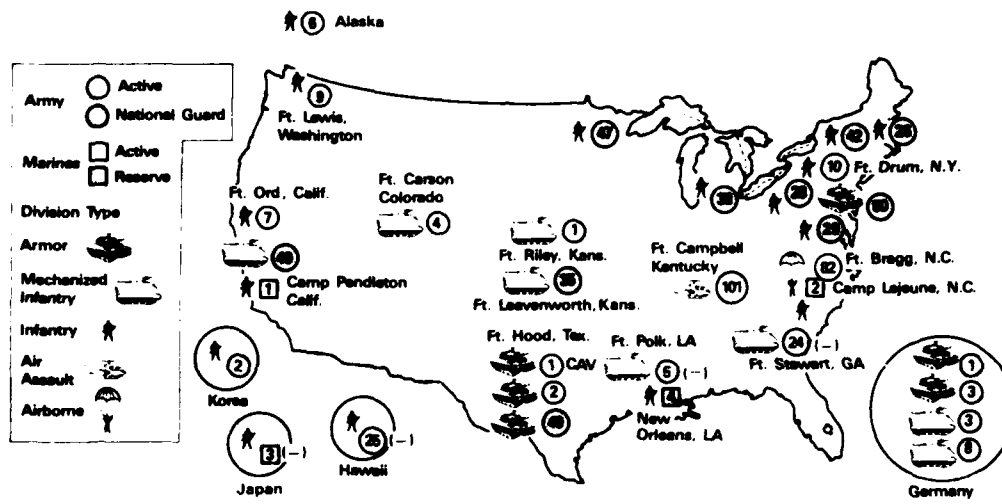 6 Alaska
Army
Active
National Guard
Marines
Active
Reserve
Division Type
Armor
Mechanized
Infantry
Infantry
Air
Assault
Airborne
9
Ft. Lewis,
Washington
47
42
26
10 Ft. Drum, N.Y.
38
28
50
29
Ft. Ord, Calif.
7
40
1 Camp Pendleton
Calif.
Ft. Carson
Colorado
4
1
Ft. Riley, Kans.
35
Ft. Leavenworth, Kans.
Ft. Campbell
Kentucky
101
82 Ft. Bragg, N.C.
2 Camp Lejeune, N.C.
24 (-)
Ft. Stewart, GA
Ft. Hood, Tex.
1 CAV
2
49
Ft. Polk, LA
5 (-)
4
New
Orleans, LA
2
Korea
3 (-)
Japan
25 (-)
Hawaii
1
3
3
8
Germany